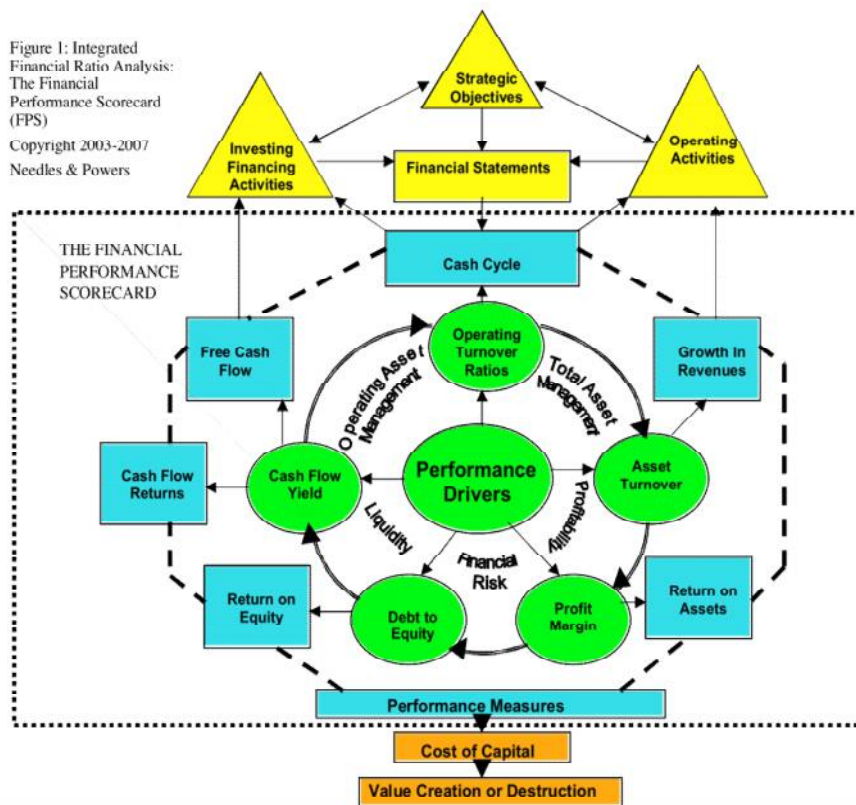 Figure 1: Integrated
Financial Ratio Analysis:
The Financial
Performance Scorecard
(FPS)
Copyright 2003-2007
Needles & Powers
Strategic
Objectives
Investing
Financing
Activities
Financial Statements
Operating
Activities
THE FINANCIAL
PERFORMANCE
SCORECARD
Cash Cycle
Free Cash
Flow
Operating
Turnover
Ratios
Growth In
Revenues
Operating Asset
Management
Total Asset
Management
Cash Flow
Returns
Cash Flow
Yield
Performance
Drivers
Asset
Turnover
Liquidity
Financial
Risk
Profitability
Return on
Equity
Debt to
Equity
Profit
Margin
Return on
Assets
Performance Measures
Cost of Capital
Value Creation or Destruction